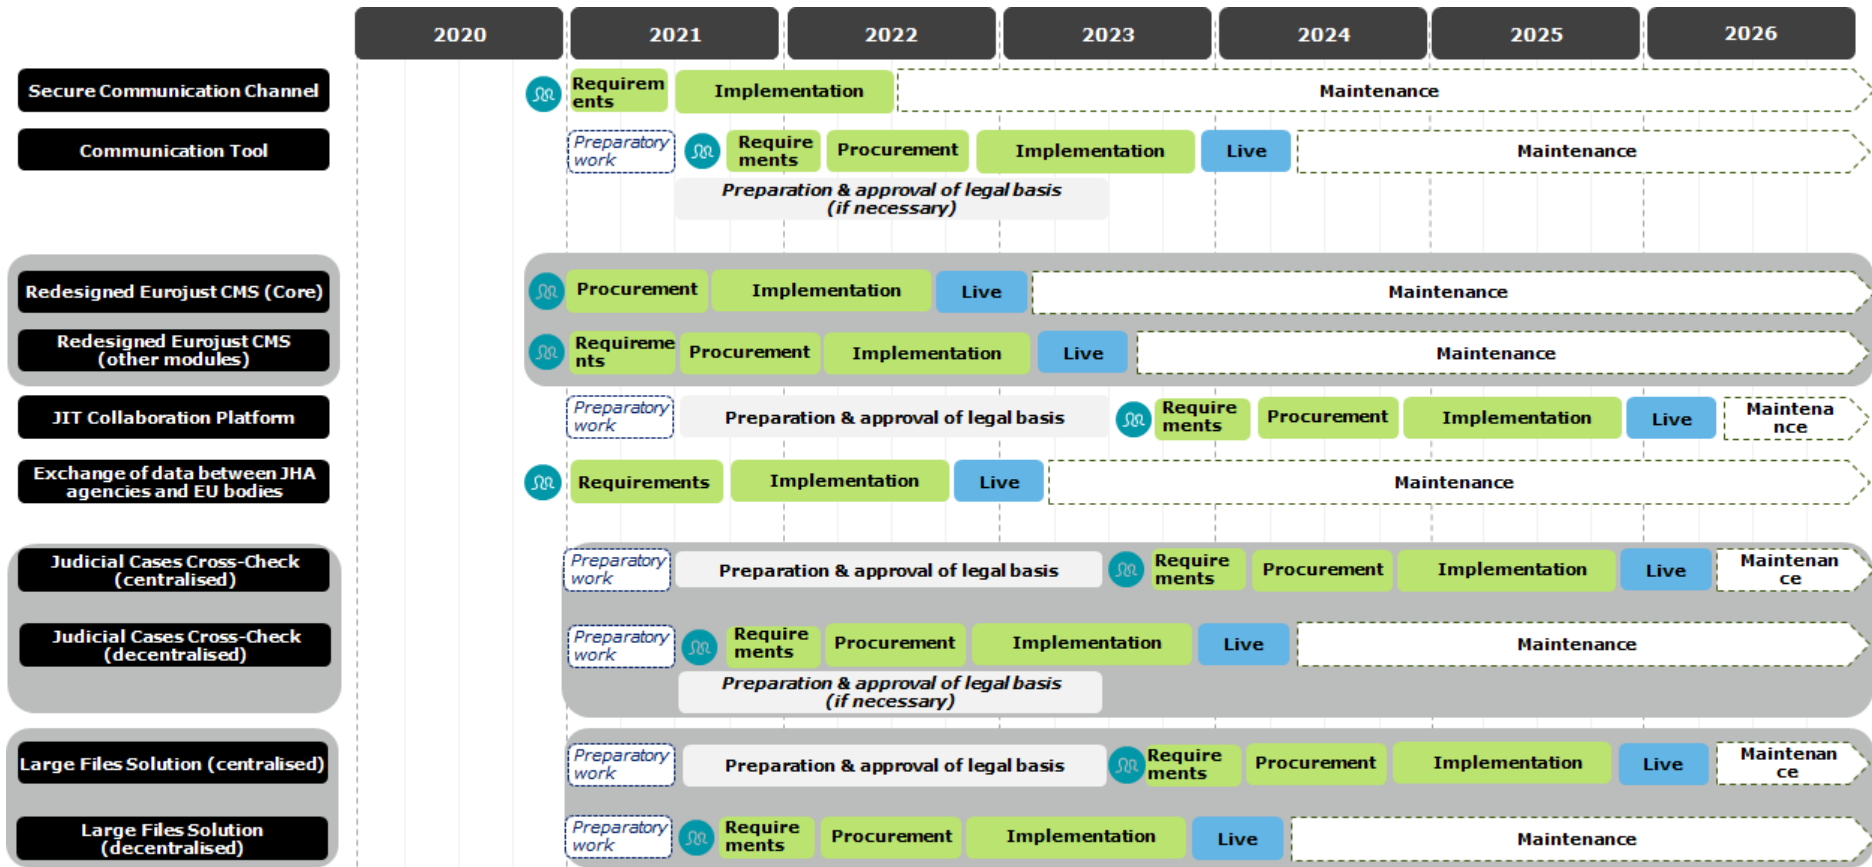 2020 2021 2022 2023 2024 2025 2026
Secure Communication Channel
Requirem
ents
Implementation
Maintenance
Communication Tool
Preparatory
work
Require
ments
Procurement
Implementation
Live
Maintenance
Preparation & approval of legal basis
(if necessary)
Redesigned Eurojust CMS (Core)
Procurement
Implementation
Live
Maintenance
Redesigned Eurojust CMS
(other modules)
Requireme
nts
Procurement
Implementation
Live
Maintenance
JIT Collaboration Platform
Preparatory
work
Preparation & approval of legal basis
Require
ments
Procurement
Implementation
Live
Maintena
nce
Exchange of data between JHA
agencies and EU bodies
Requirements
Implementation
Live
Maintenance
Judicial Cases Cross-Check
(centralised)
Preparatory
work
Preparation & approval of legal basis
Require
ments
Procurement
Implementation
Live
Maintenan
ce
Judicial Cases Cross-Check
(decentralised)
Preparatory
work
Require
ments
Procurement
Implementation
Live
Maintenance
Preparation & approval of legal basis
(if necessary)
Large Files Solution (centralised)
Preparatory
work
Preparation & approval of legal basis
Require
ments
Procurement
Implementation
Live
Maintenan
ce
Large Files Solution
(decentralised)
Preparatory
work
Require
ments
Procurement
Implementation
Live
Maintenance